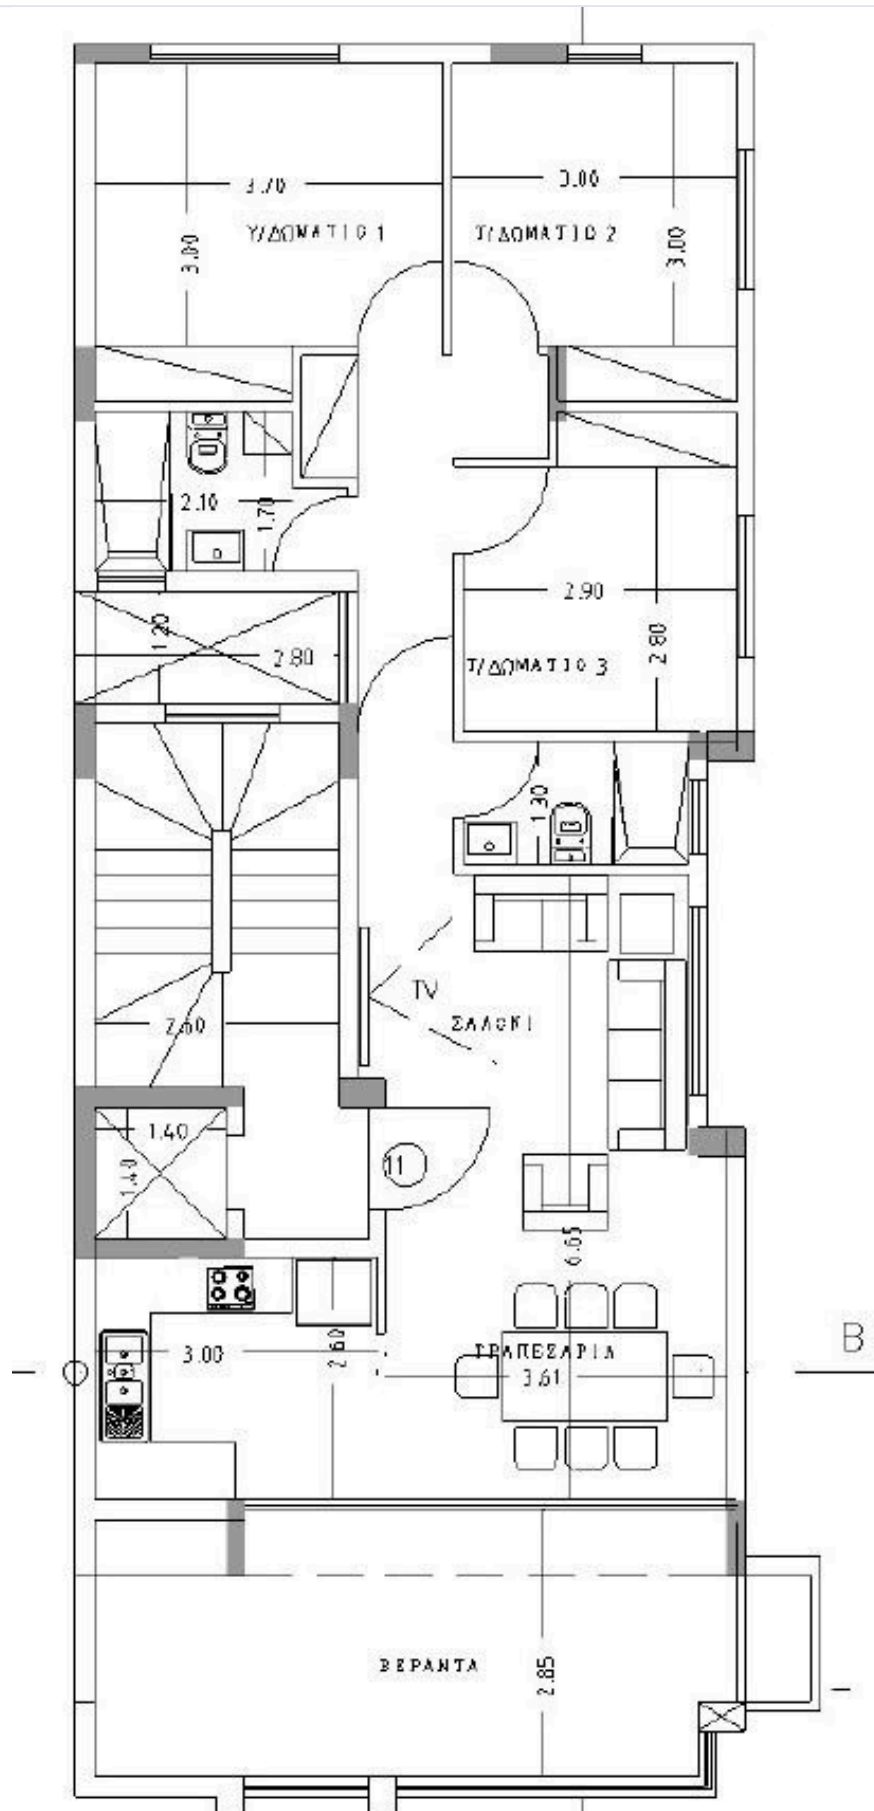 3.70
3.00
3.00
Υ/ΔΩΜΑΤΙΟ 1
Τ/ΔΩΜΑΤΙΟ 2
3.00
2.10
1.70
2.90
1.20
2.80
2.80
Τ/ΔΩΜΑΤΙΟ 3
1.30
TV
ΣΑΛΟΝΙ
2.60
1.40
1.40
11
6.65
3.00
2.60
ΤΡΑΠΕΖΑΡΙΑ
3.61
B
ΒΕΡΑΝΤΑ
2.85